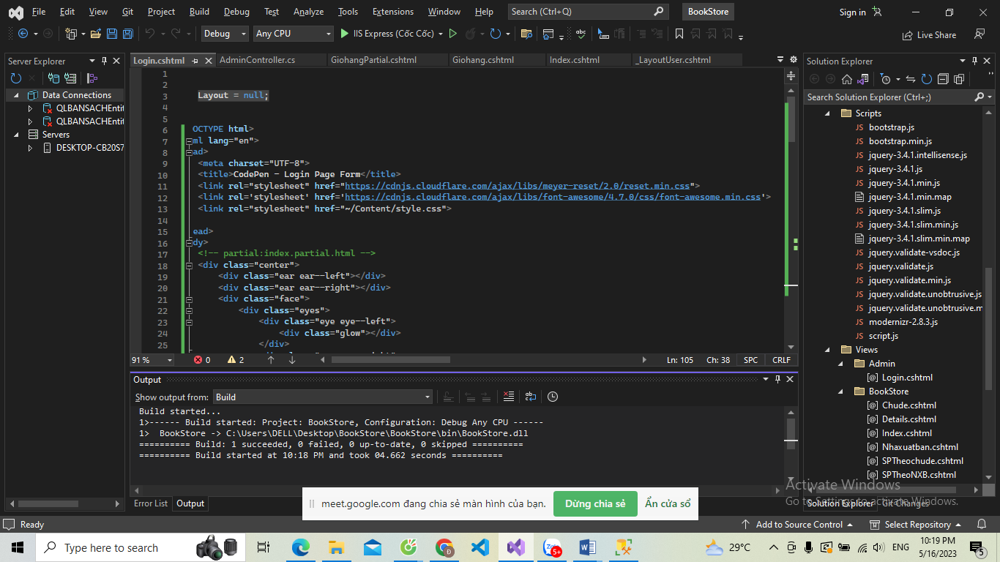 File Edit View Git Project Build Debug Test Analyze Tools Extensions Window Help Search (Ctrl+Q) BookStore Sign in
Debug Any CPU IIS Express (Cốc Cốc) Live Share
Server Explorer
Data Connections
QLBANSACHEntit
QLBANSACHEntit
Servers
DESKTOP-CB20S7
Login.cshtml AdminController.cs GiohangPartial.cshtml Giohang.cshtml Index.cshtml _LayoutUser.cshtml
1
2
3 Layout = null;
4
5
6 OCTYPE html>
7 ml lang="en">
8 ad>
9 <meta charset="UTF-8">
10 <title>CodePen - Login Page Form</title>
11 <link rel="stylesheet" href="https://cdnjs.cloudflare.com/ajax/libs/meyer-reset/2.0/reset.min.css">
12 <link rel='stylesheet' href='https://cdnjs.cloudflare.com/ajax/libs/font-awesome/4.7.0/css/font-awesome.min.css'>
13 <link rel="stylesheet" href="~/Content/style.css">
14
15 ead>
16 dy>
17 <!-- partial:index.partial.html -->
18 <div class="center">
19 <div class="ear ear--left"></div>
20 <div class="ear ear--right"></div>
21 <div class="face">
22 <div class="eyes">
23 <div class="eye eye--left">
24 <div class="glow"></div>
25 </div>
91 % 0 2 Ln: 105 Ch: 38 SPC CRLF
Output
Show output from: Build
Build started...
1>------ Build started: Project: BookStore, Configuration: Debug Any CPU ------
1> BookStore -> C:\Users\DELL\Desktop\BookStore\BookStore\bin\BookStore.dll
========== Build: 1 succeeded, 0 failed, 0 up-to-date, 0 skipped ==========
========== Build started at 10:18 PM and took 04.662 seconds ==========
Error List Output
Solution Explorer
Search Solution Explorer (Ctrl+;)
Scripts
bootstrap.js
bootstrap.min.js
jquery-3.4.1.intellisense.js
jquery-3.4.1.js
jquery-3.4.1.min.js
jquery-3.4.1.min.map
jquery-3.4.1.slim.js
jquery-3.4.1.slim.min.js
jquery-3.4.1.slim.min.map
jquery.validate-vsdoc.js
jquery.validate.js
jquery.validate.min.js
jquery.validate.unobtrusive.js
jquery.validate.unobtrusive.m
modernizr-2.8.3.js
script.js
Views
Admin
Login.cshtml
BookStore
Chude.cshtml
Details.cshtml
Index.cshtml
Nhaxuatban.cshtml
SPTheochude.cshtml
SPTheoNXB.cshtml
Solution Explorer Git Changes
Activate Windows
Go to Settings to activate Windows.
meet.google.com đang chia sẻ màn hình của bạn. Dừng chia sẻ Ẩn cửa sổ
Ready Add to Source Control Select Repository
Type here to search 5+ 29°C ENG 10:19 PM 5/16/2023 5